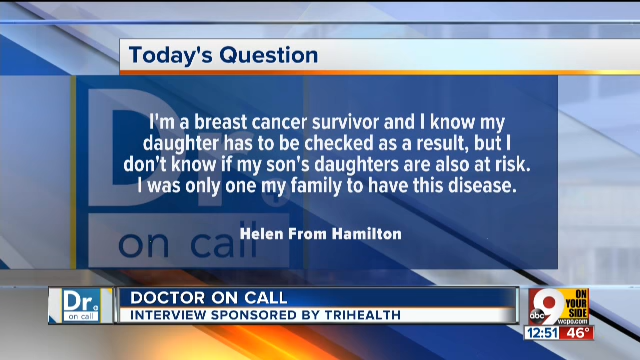 Today's Question
Dr.
on call
I'm a breast cancer survivor and I know my
daughter has to be checked as a result, but I
don't know if my son's daughters are also at risk.
I was only one my family to have this disease.
Helen From Hamilton
Dr.
on call
DOCTOR ON CALL
INTERVIEW SPONSORED BY TRIHEALTH
abc 9
ON
YOUR
SIDE
wcpo.com
12:51 46°